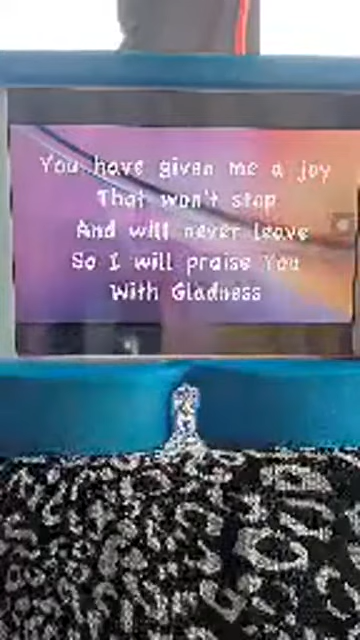 You have given me a joy
That won't stop
And will never leave
So I will praise You
With Gladness